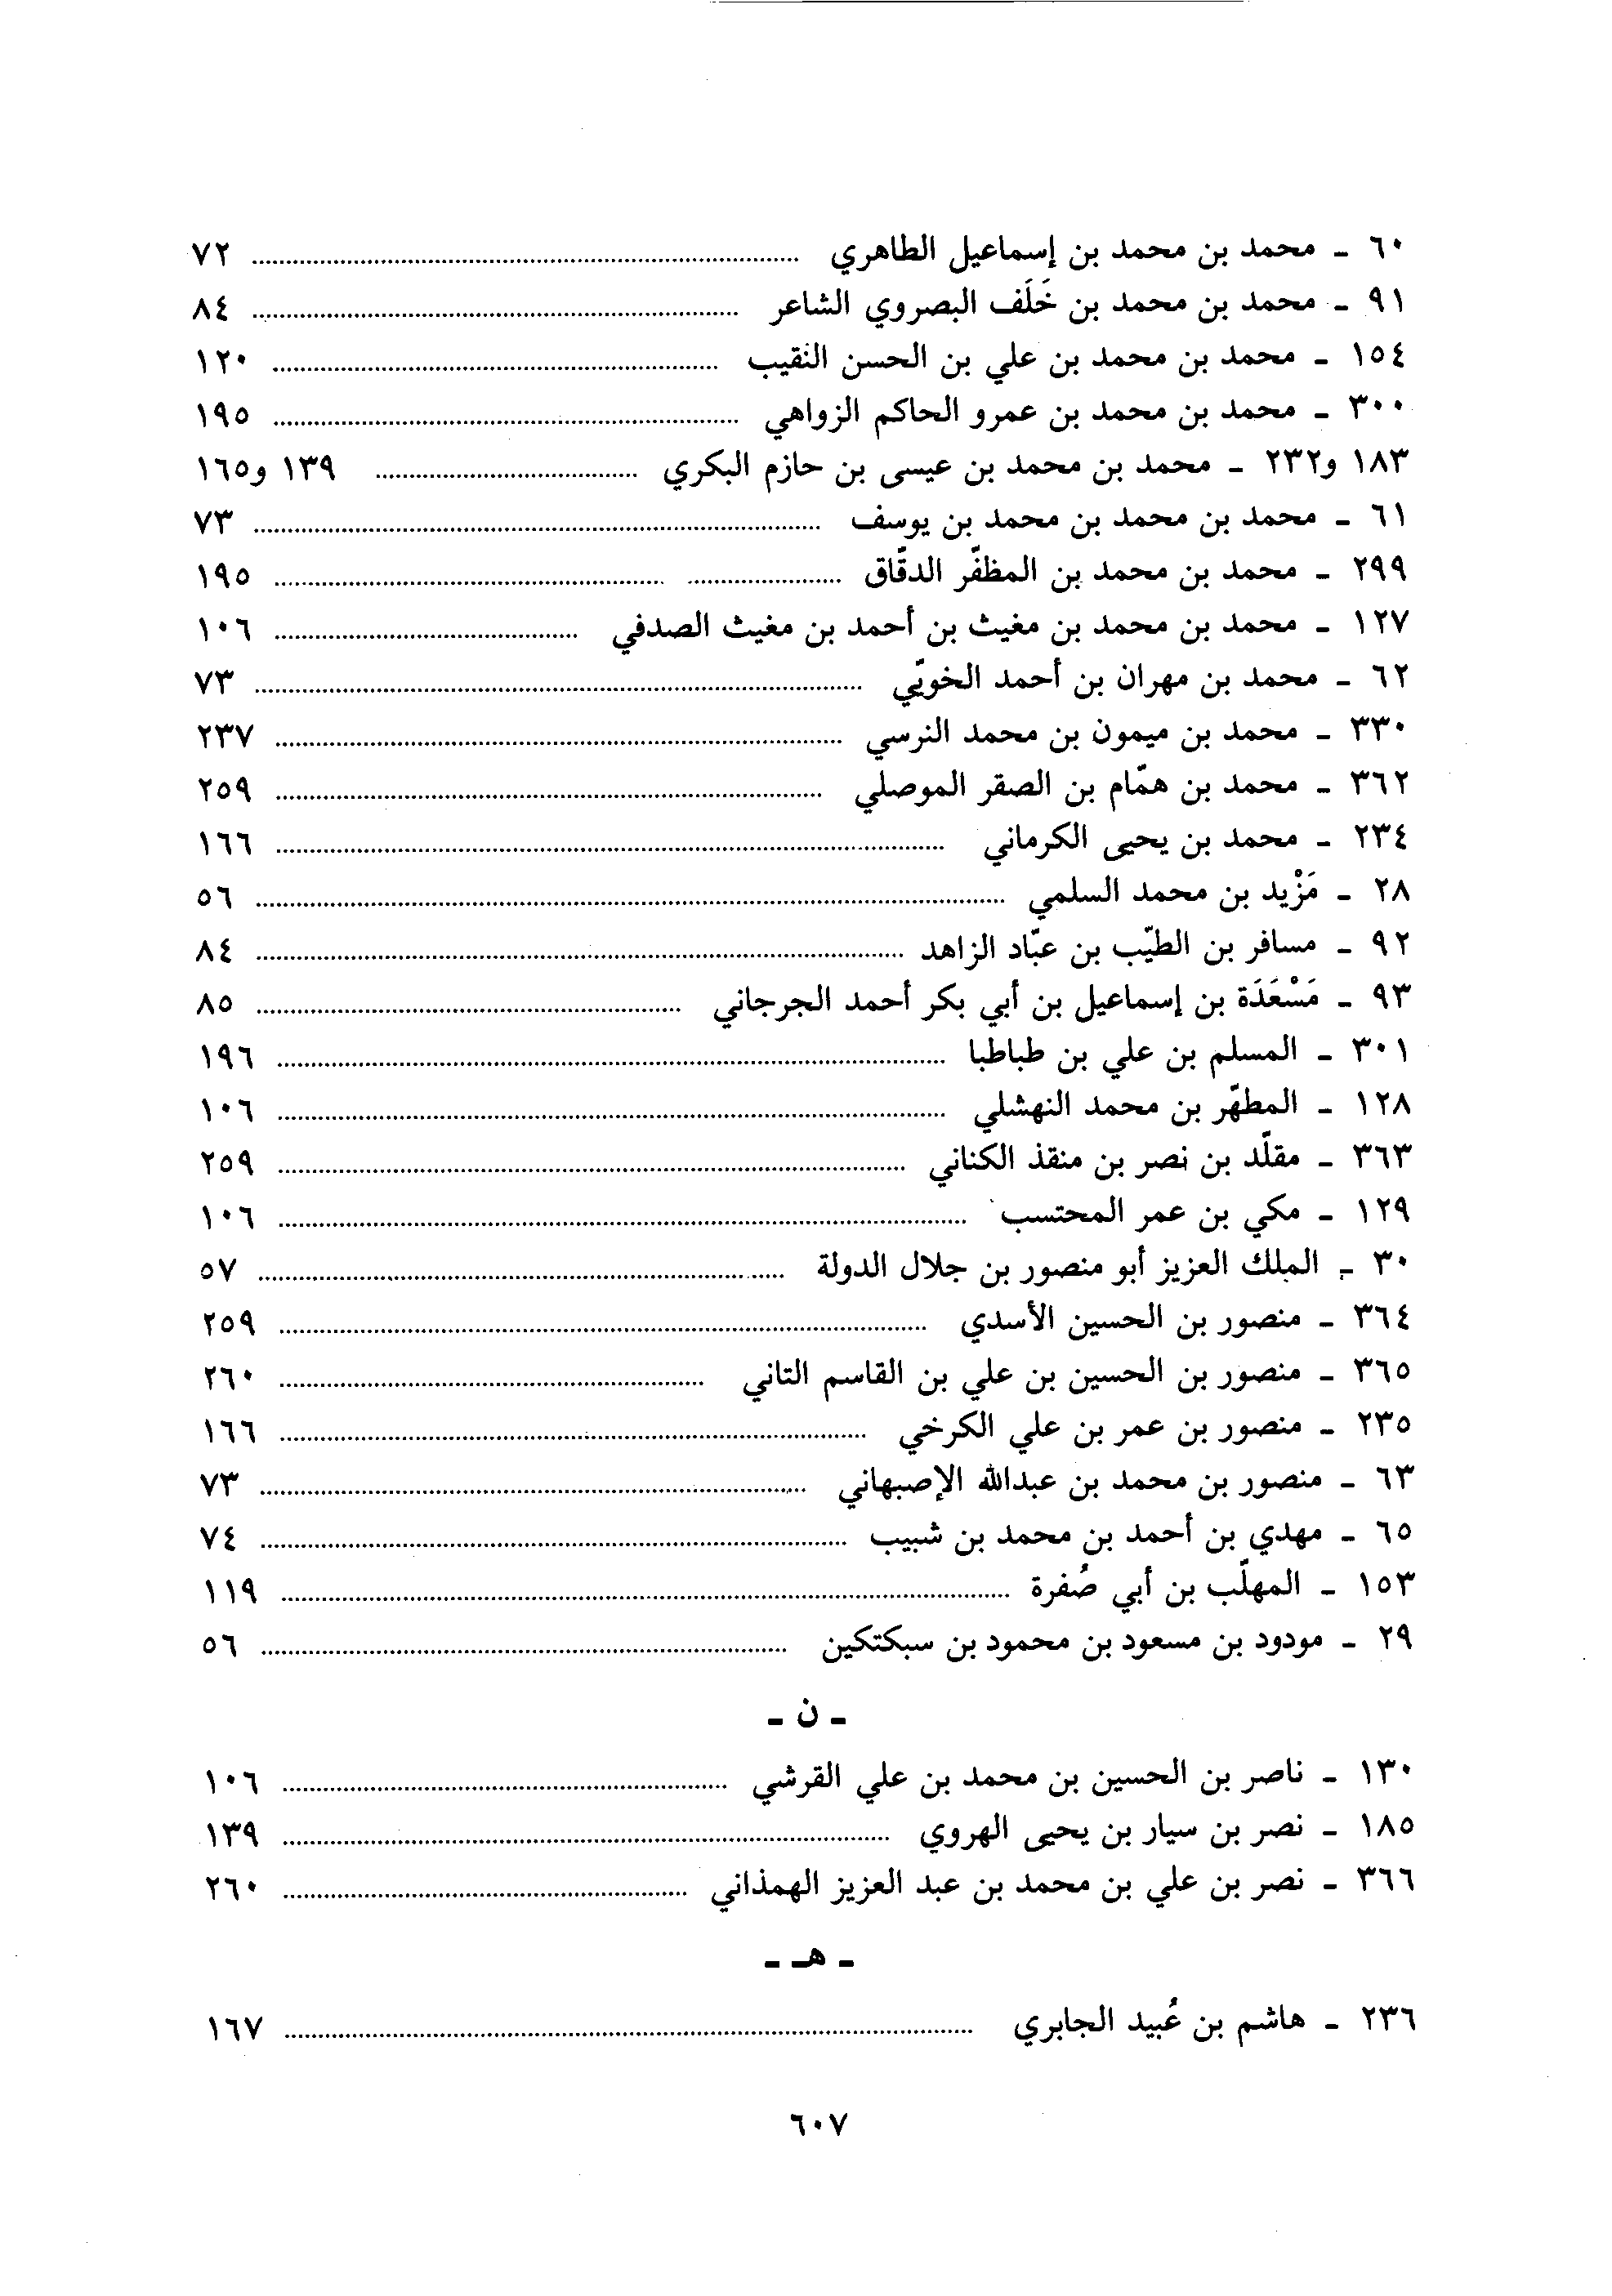 ٦٠ - محمد بن محمد بن إسماعيل الطاهري ........ ٧٢
٩١ - محمد بن محمد بن خَلَف البصروي الشاعر ........ ٨٤
١٥٤ - محمد بن محمد بن علي بن الحسن النقيب ........ ١٢٠
٣٠٠ - محمد بن محمد بن عمرو الحاكم الزواهي ........ ١٩٥
١٨٣ و٢٣٢ - محمد بن محمد بن عيسى بن حازم البكري ........ ١٣٩ و١٦٥
٦١ - محمد بن محمد بن محمد بن يوسف ........ ٧٣
٢٩٩ - محمد بن محمد بن المظفّر الدقّاق ........ ١٩٥
١٢٧ - محمد بن محمد بن مغيث بن أحمد بن مغيث الصدفي ........ ١٠٦
٦٢ - محمد بن مهران بن أحمد الخويّي ........ ٧٣
٣٣٠ - محمد بن ميمون بن محمد النرسي ........ ٢٣٧
٣٦٢ - محمد بن همّام بن الصقر الموصلي ........ ٢٥٩
٢٣٤ - محمد بن يحيى الكرماني ........ ١٦٦
٢٨ - مَزْيد بن محمد السلمي ........ ٥٦
٩٢ - مسافر بن الطيّب بن عبّاد الزاهد ........ ٨٤
٩٣ - مَسْعَدَة بن إسماعيل بن أبي بكر أحمد الجرجاني ........ ٨٥
٣٠١ - المسلم بن علي بن طباطبا ........ ١٩٦
١٢٨ - المطهّر بن محمد النهشلي ........ ١٠٦
٣٦٣ - مقلّد بن نصر بن منقذ الكناني ........ ٢٥٩
١٢٩ - مكي بن عمر المحتسب ........ ١٠٦
٣٠ - الملك العزيز أبو منصور بن جلال الدولة ........ ٥٧
٣٦٤ - منصور بن الحسين الأسدي ........ ٢٥٩
٣٦٥ - منصور بن الحسين بن علي بن القاسم التاني ........ ٢٦٠
٢٣٥ - منصور بن عمر بن علي الكرخي ........ ١٦٦
٦٣ - منصور بن محمد بن عبدالله الإصبهاني ........ ٧٣
٦٥ - مهدي بن أحمد بن محمد بن شبيب ........ ٧٤
١٥٣ - المهلّب بن أبي صُفرة ........ ١١٩
٢٩ - مودود بن مسعود بن محمود بن سبكتكين ........ ٥٦
- ن -
١٣٠ - ناصر بن الحسين بن محمد بن علي القرشي ........ ١٠٦
١٨٥ - نصر بن سيار بن يحيى الهروي ........ ١٣٩
٣٦٦ - نصر بن علي بن محمد بن عبد العزيز الهمذاني ........ ٢٦٠
- هـ -
٢٣٦ - هاشم بن عُبيد الجابري ........ ١٦٧
٦٠٧